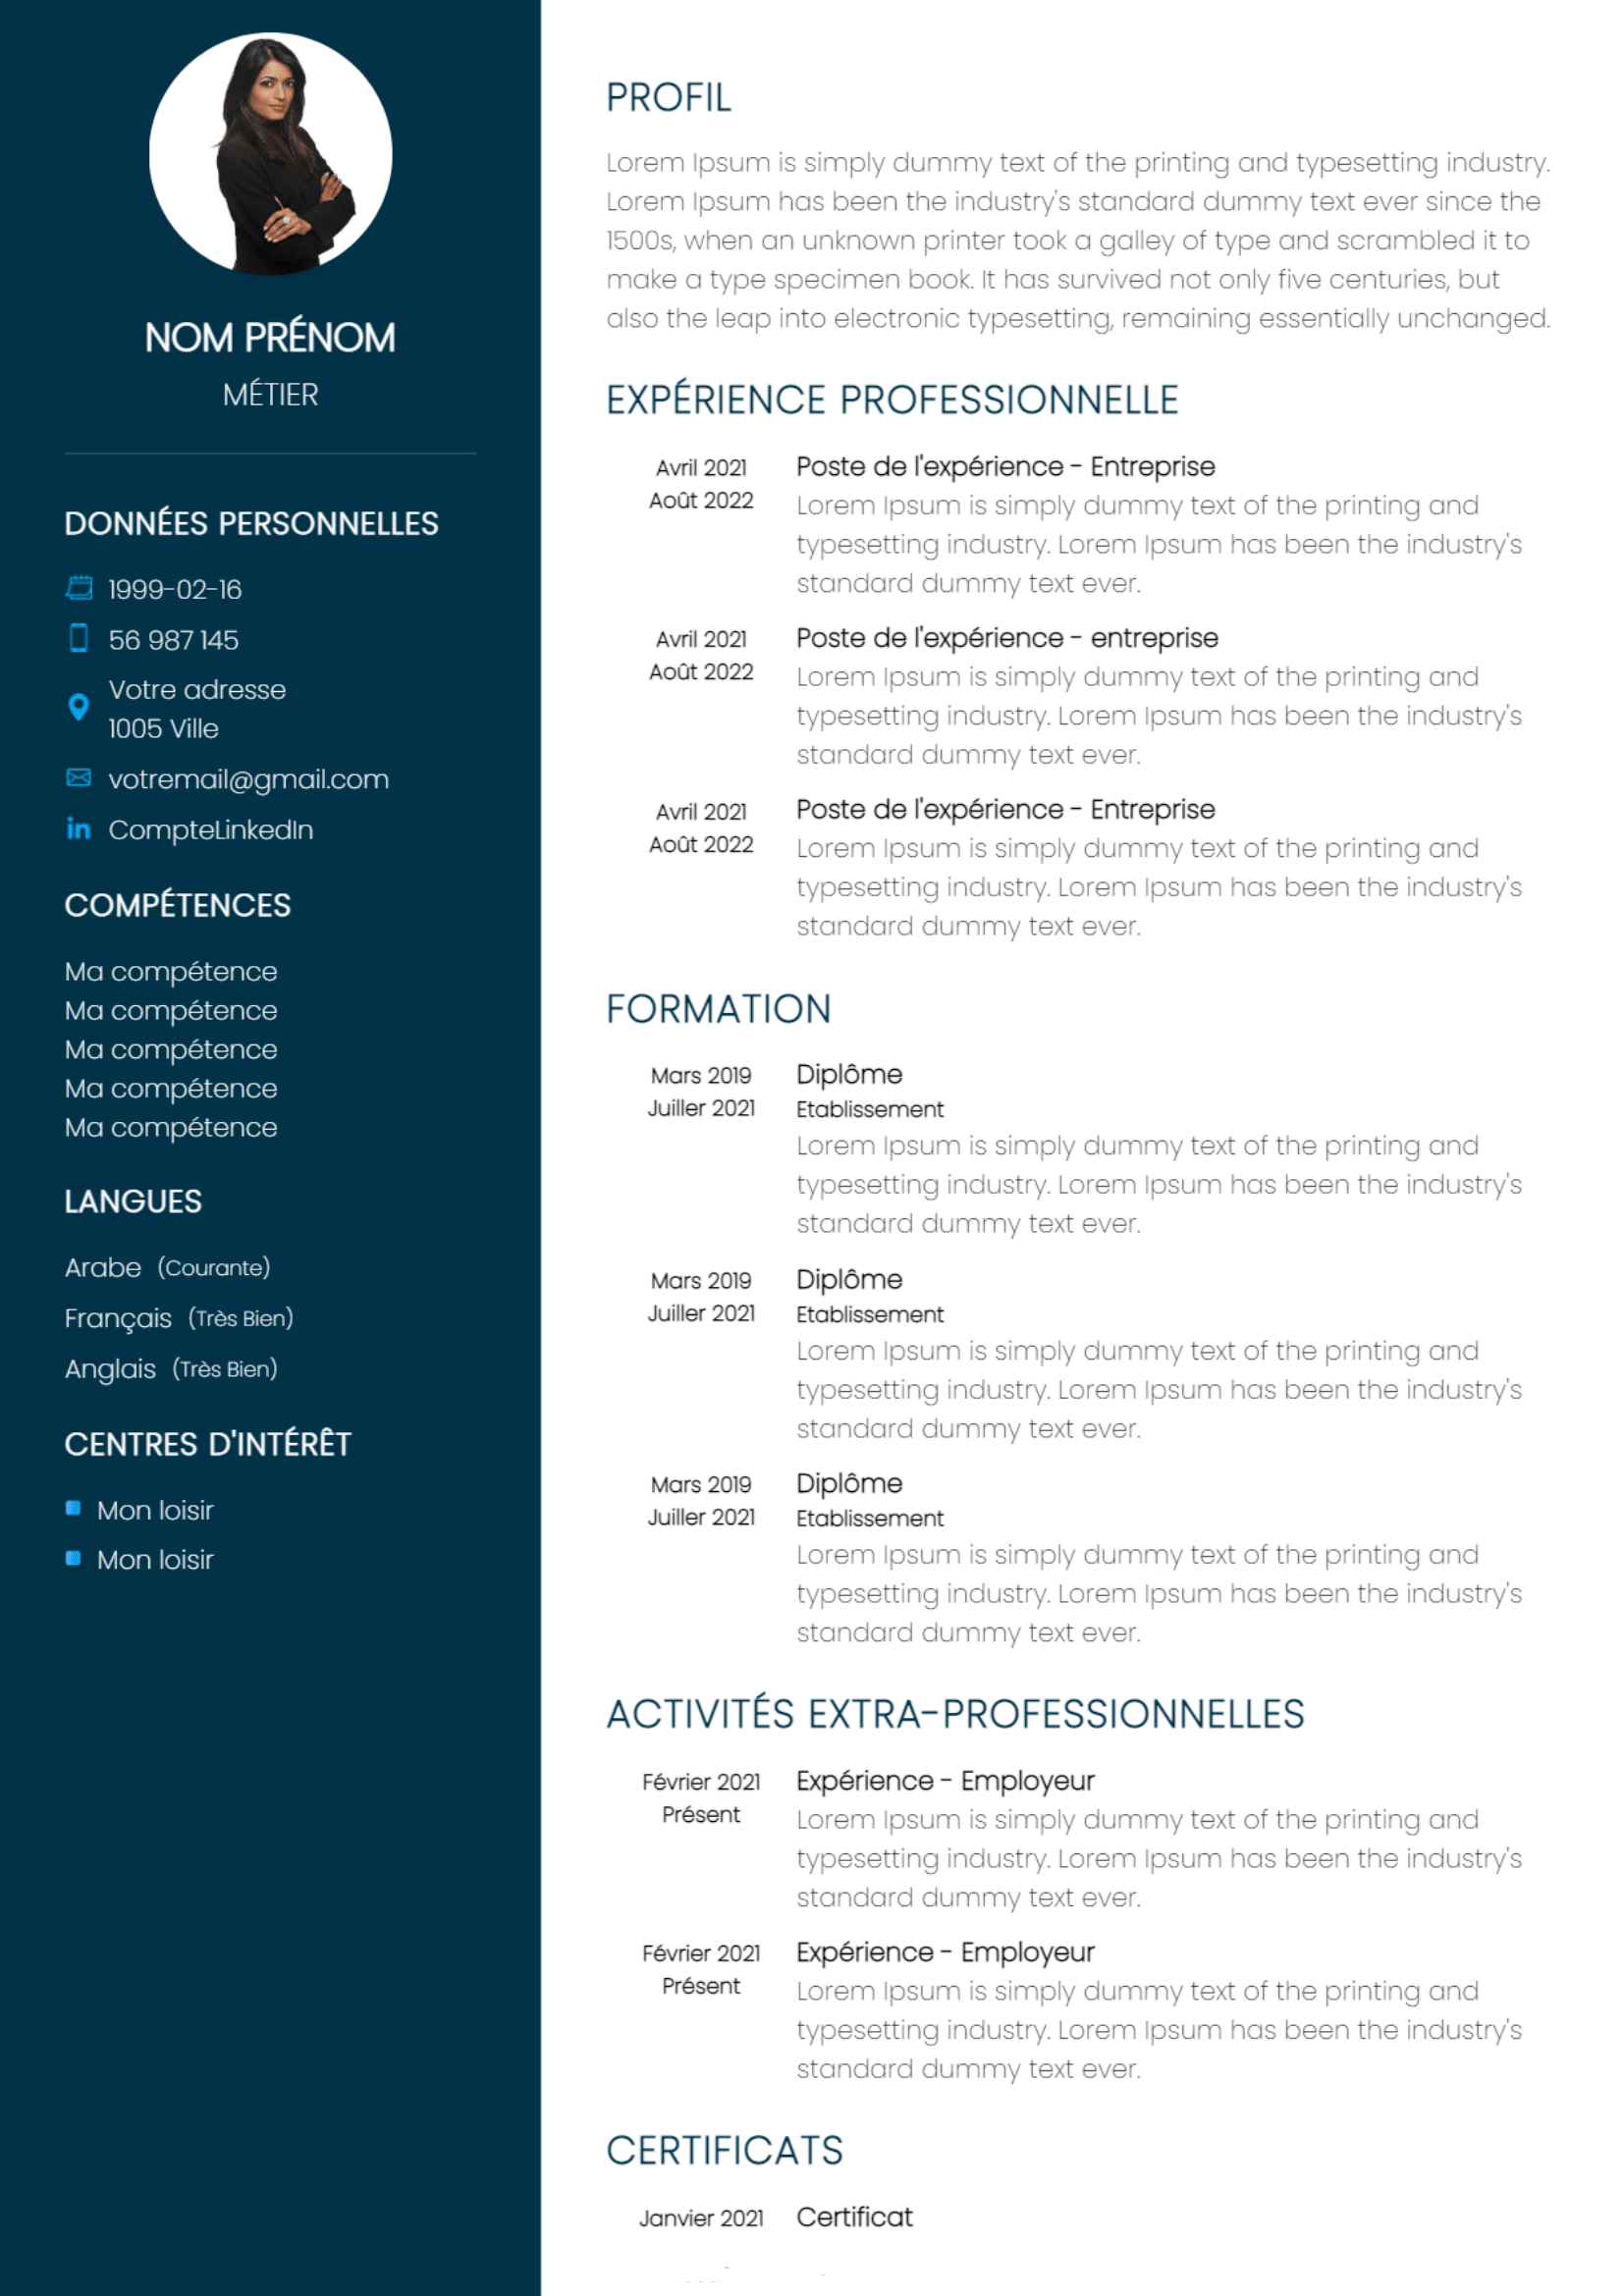 NOM PRÉNOM
MÉTIER
DONNÉES PERSONNELLES
1999-02-16
56 987 145
Votre adresse
1005 Ville
votremail@gmail.com
CompteLinkedIn
COMPÉTENCES
Ma compétence
Ma compétence
Ma compétence
Ma compétence
Ma compétence
LANGUES
Arabe (Courante)
Français (Très Bien)
Anglais (Très Bien)
CENTRES D'INTÉRÊT
Mon loisir
Mon loisir
PROFIL
Lorem Ipsum is simply dummy text of the printing and typesetting industry.
Lorem Ipsum has been the industry's standard dummy text ever since the
1500s, when an unknown printer took a galley of type and scrambled it to
make a type specimen book. It has survived not only five centuries, but
also the leap into electronic typesetting, remaining essentially unchanged.
EXPÉRIENCE PROFESSIONNELLE
Avril 2021
Août 2022
Poste de l'expérience - Entreprise
Lorem Ipsum is simply dummy text of the printing and
typesetting industry. Lorem Ipsum has been the industry's
standard dummy text ever.
Avril 2021
Août 2022
Poste de l'expérience - entreprise
Lorem Ipsum is simply dummy text of the printing and
typesetting industry. Lorem Ipsum has been the industry's
standard dummy text ever.
Avril 2021
Août 2022
Poste de l'expérience - Entreprise
Lorem Ipsum is simply dummy text of the printing and
typesetting industry. Lorem Ipsum has been the industry's
standard dummy text ever.
FORMATION
Mars 2019
Juiller 2021
Diplôme
Etablissement
Lorem Ipsum is simply dummy text of the printing and
typesetting industry. Lorem Ipsum has been the industry's
standard dummy text ever.
Mars 2019
Juiller 2021
Diplôme
Etablissement
Lorem Ipsum is simply dummy text of the printing and
typesetting industry. Lorem Ipsum has been the industry's
standard dummy text ever.
Mars 2019
Juiller 2021
Diplôme
Etablissement
Lorem Ipsum is simply dummy text of the printing and
typesetting industry. Lorem Ipsum has been the industry's
standard dummy text ever.
ACTIVITÉS EXTRA-PROFESSIONNELLES
Février 2021
Présent
Expérience - Employeur
Lorem Ipsum is simply dummy text of the printing and
typesetting industry. Lorem Ipsum has been the industry's
standard dummy text ever.
Février 2021
Présent
Expérience - Employeur
Lorem Ipsum is simply dummy text of the printing and
typesetting industry. Lorem Ipsum has been the industry's
standard dummy text ever.
CERTIFICATS
Janvier 2021 Certificat